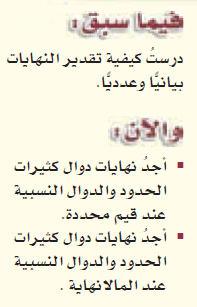 فيما سبق:
درستُ كيفية تقدير النهايات
بيانيًّا وعدديًّا.
والآن:
▪ أجدُ نهايات دوال كثيرات
الحدود والدوال النسبية
عند قيم محددة.
▪ أجدُ نهايات دوال كثيرات
الحدود والدوال النسبية
عند المالانهاية .